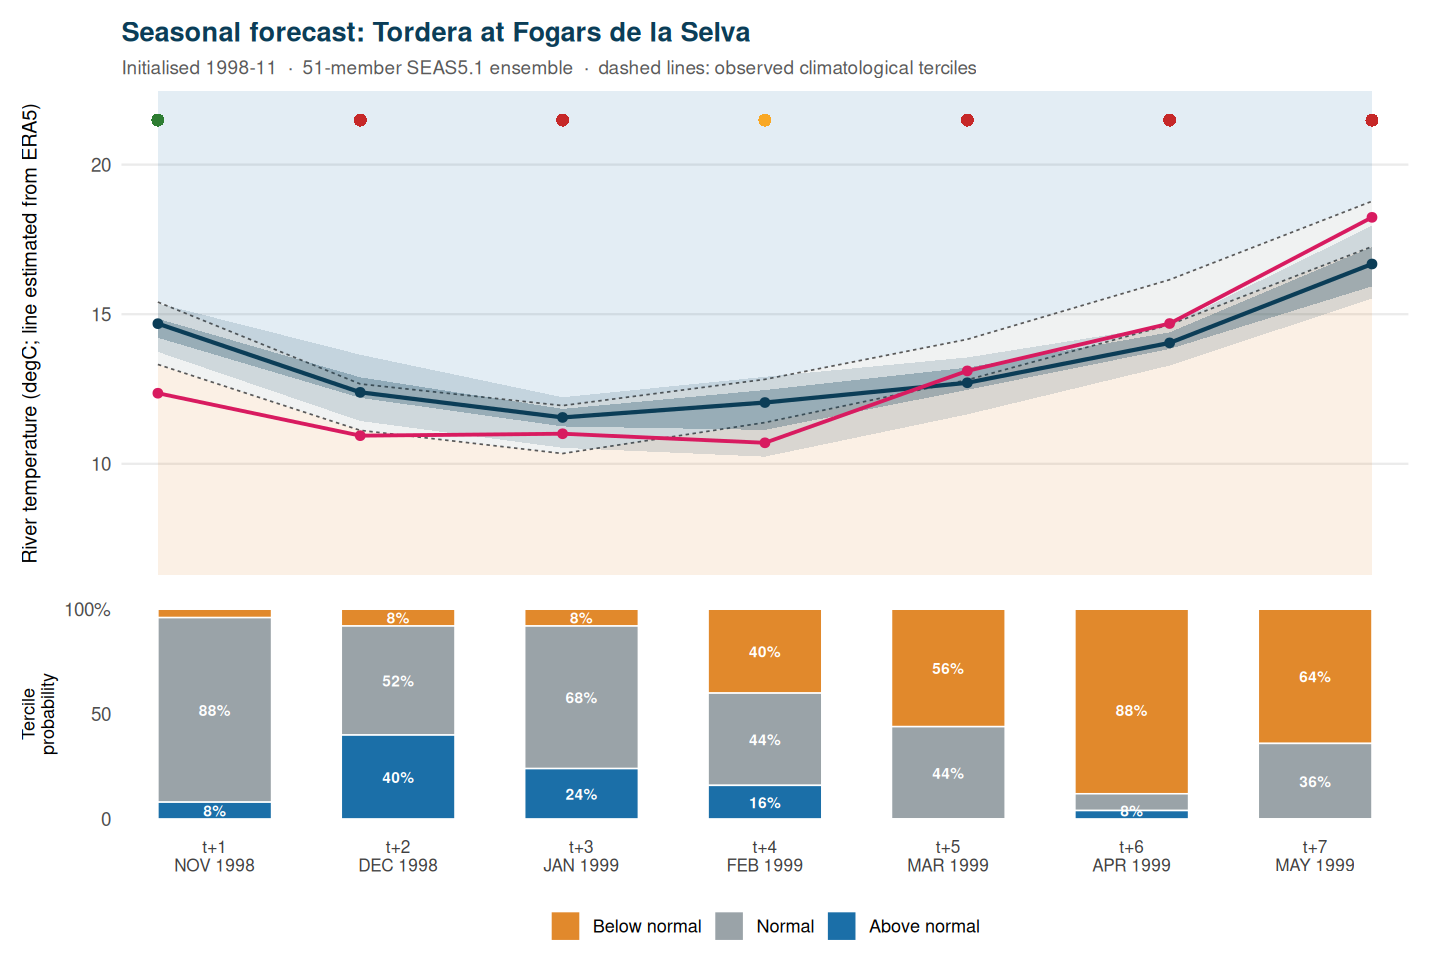 Seasonal forecast: Tordera at Fogars de la Selva
Initialised 1998-11 · 51-member SEAS5.1 ensemble · dashed lines: observed climatological terciles
River temperature (degC; line estimated from ERA5)
20
15
10
Tercile
probability
100%
50
0
88%
8%
8%
52%
40%
8%
68%
24%
40%
44%
16%
56%
44%
88%
8%
64%
36%
t+1
NOV 1998
t+2
DEC 1998
t+3
JAN 1999
t+4
FEB 1999
t+5
MAR 1999
t+6
APR 1999
t+7
MAY 1999
Below normal
Normal
Above normal